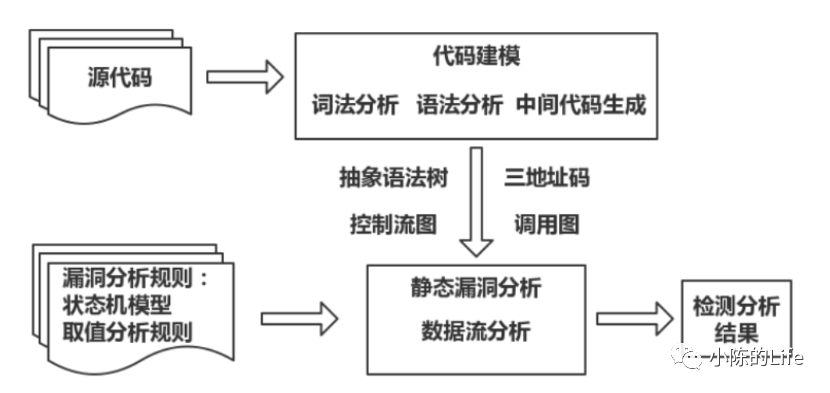 源代码
代码建模
词法分析 语法分析 中间代码生成
抽象语法树 三地址码
控制流图 调用图
漏洞分析规则：
状态机模型
取值分析规则
静态漏洞分析
数据流分析
检测分析
结果
小陈的Life